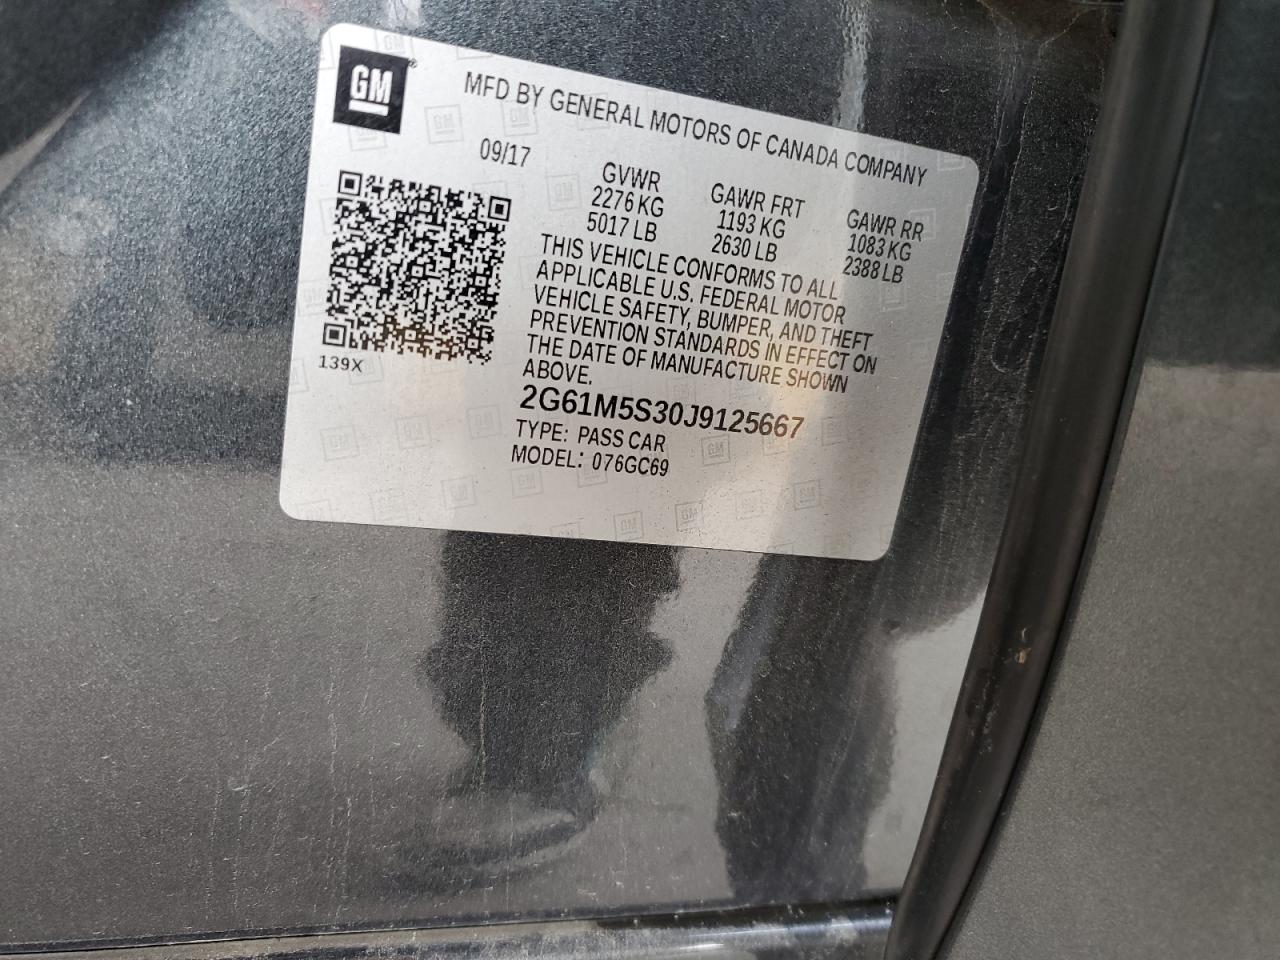 GM
MFD BY GENERAL MOTORS OF CANADA COMPANY
09/17
GVWR
2276 KG
5017 LB
GAWR FRT
1193 KG
2630 LB
GAWR RR
1083 KG
2388 LB
THIS VEHICLE CONFORMS TO ALL
APPLICABLE U.S. FEDERAL MOTOR
VEHICLE SAFETY, BUMPER, AND THEFT
PREVENTION STANDARDS IN EFFECT ON
THE DATE OF MANUFACTURE SHOWN
ABOVE.
139X
2G61M5S30J9125667
TYPE: PASS CAR
MODEL: 076GC69